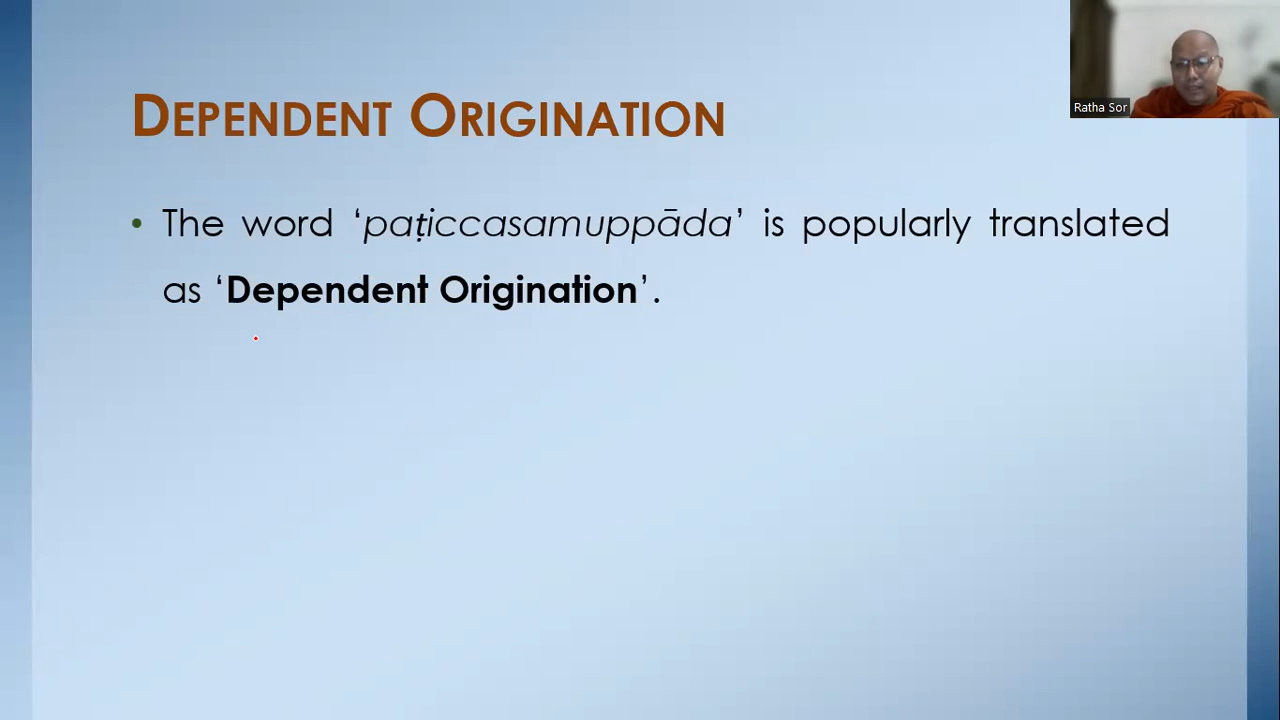 DEPENDENT ORIGINATION
Ratha Sor
• The word ‘paṭiccasamuppāda’ is popularly translated
as ‘Dependent Origination’.